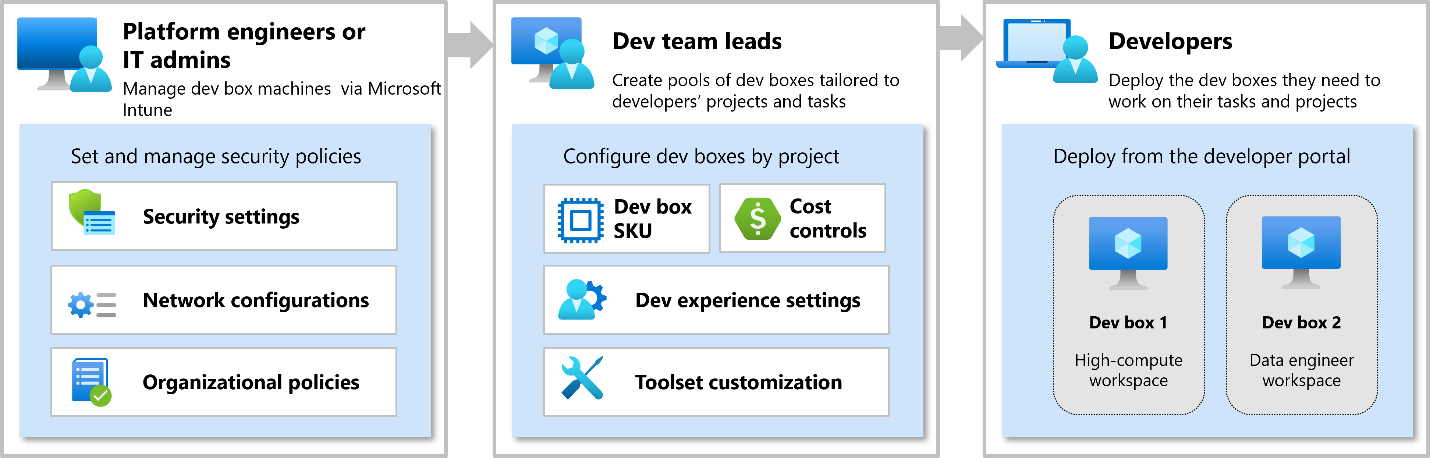 Platform engineers or
IT admins
Manage dev box machines via Microsoft
Intune
Set and manage security policies
Security settings
Network configurations
Organizational policies
Dev team leads
Create pools of dev boxes tailored to
developers’ projects and tasks
Configure dev boxes by project
Dev box
SKU
$
Cost
controls
Dev experience settings
Toolset customization
Developers
Deploy the dev boxes they need to
work on their tasks and projects
Deploy from the developer portal
Dev box 1
High-compute
workspace
Dev box 2
Data engineer
workspace